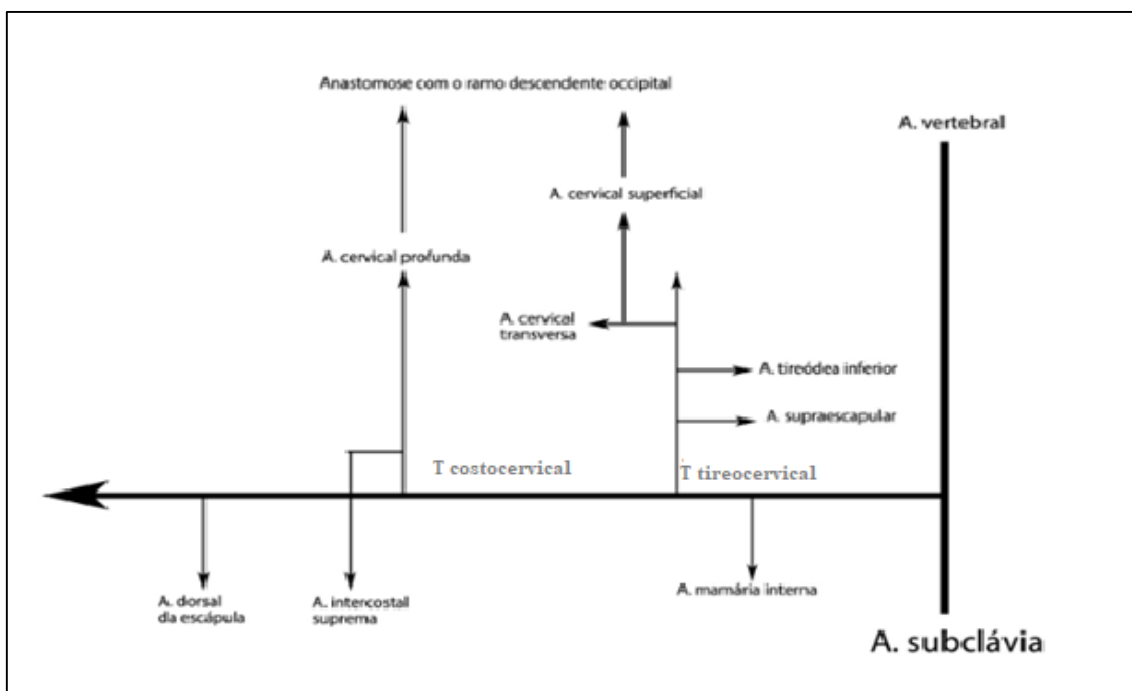 Anastomose com o ramo descendente occipital
A. vertebral
A. cervical superficial
A. cervical profunda
A. cervical
transversa
A. tireódea inferior
A. supraescapular
T costocervical
T tireocervical
A. dorsal
da escápula
A. intercostal
suprema
A. mamária interna
A. subclávia